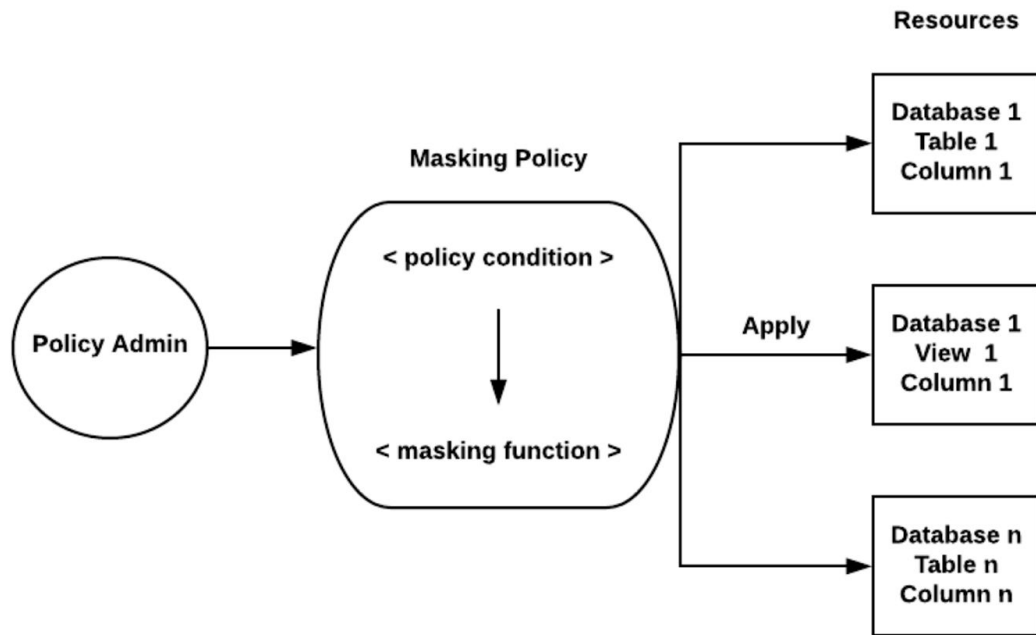 Resources
Database 1
Table 1
Column 1
Masking Policy
< policy condition >
Policy Admin
Apply
Database 1
View 1
Column 1
< masking function >
Database n
Table n
Column n